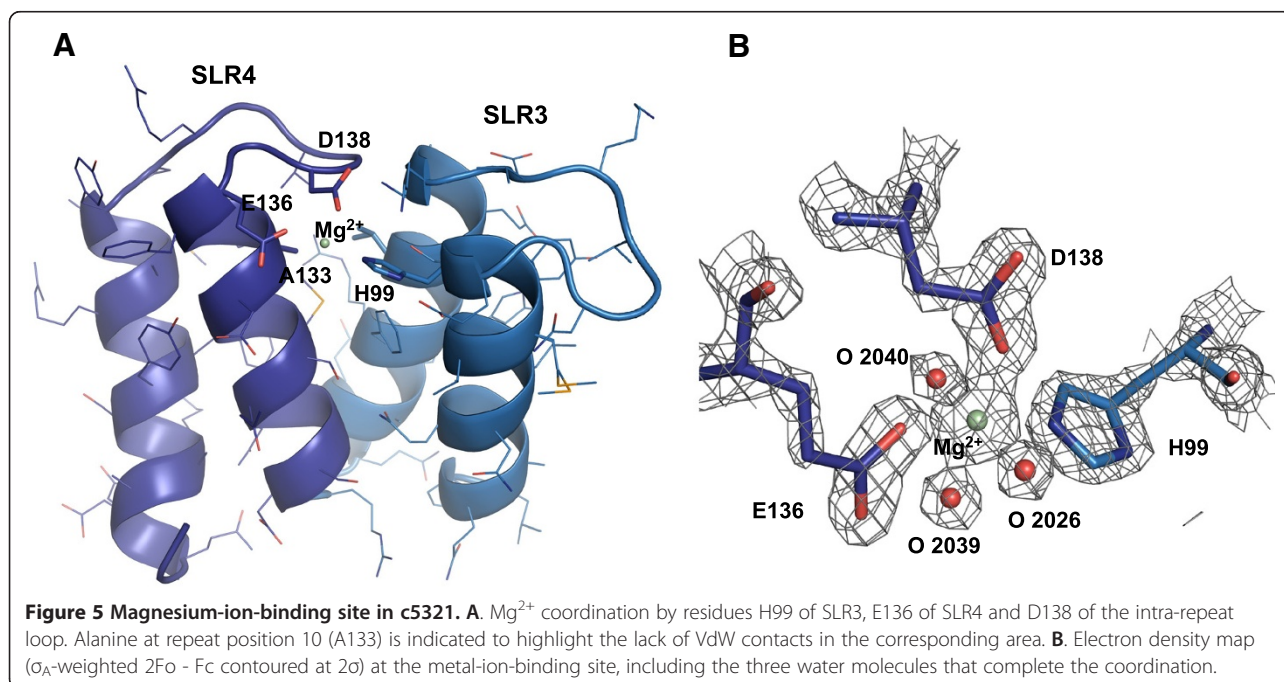 A
SLR4
SLR3
D138
E136
Mg²⁺
A133
H99
B
D138
O 2040
Mg²⁺
H99
E136
O 2026
O 2039
Figure 5 Magnesium-ion-binding site in c5321. A. Mg²⁺ coordination by residues H99 of SLR3, E136 of SLR4 and D138 of the intra-repeat
loop. Alanine at repeat position 10 (A133) is indicated to highlight the lack of VdW contacts in the corresponding area. B. Electron density map
(σA-weighted 2Fo - Fc contoured at 2σ) at the metal-ion-binding site, including the three water molecules that complete the coordination.